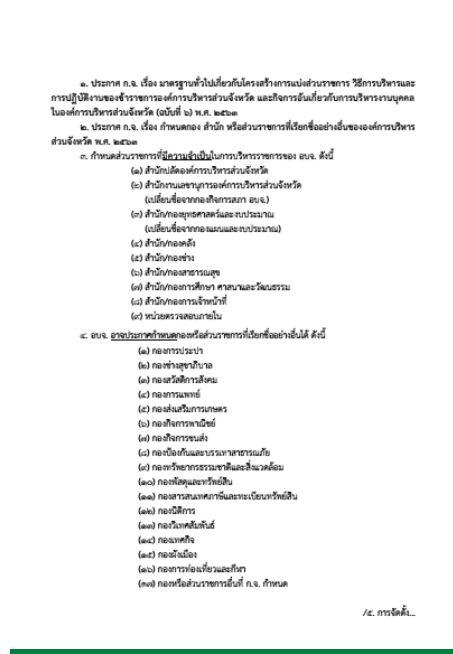 ๑. ประกาศ ก.จ. เรื่อง มาตรฐานทั่วไปเกี่ยวกับโครงสร้างการแบ่งส่วนราชการ วิธีการบริหารและ
การปฏิบัติงานของข้าราชการองค์การบริหารส่วนจังหวัด และกิจการอันเกี่ยวกับการบริหารงานบุคคล
ในองค์การบริหารส่วนจังหวัด (ฉบับที่ ๖) พ.ศ. ๒๕๖๓
๒. ประกาศ ก.จ. เรื่อง กำหนดกอง สำนัก หรือส่วนราชการที่เรียกชื่ออย่างอื่นขององค์การบริหาร
ส่วนจังหวัด พ.ศ. ๒๕๖๓
๓. กำหนดส่วนราชการที่มีความจำเป็นในการบริหารราชการของ อบจ. ดังนี้
(๑) สำนักปลัดองค์การบริหารส่วนจังหวัด
(๒) สำนักงานเลขานุการองค์การบริหารส่วนจังหวัด
(เปลี่ยนชื่อจากกองกิจการสภา อบจ.)
(๓) สำนัก/กองยุทธศาสตร์และงบประมาณ
(เปลี่ยนชื่อจากกองแผนและงบประมาณ)
(๔) สำนัก/กองคลัง
(๕) สำนัก/กองช่าง
(๖) สำนัก/กองสาธารณสุข
(๗) สำนัก/กองการศึกษา ศาสนาและวัฒนธรรม
(๘) สำนัก/กองการเจ้าหน้าที่
(๙) หน่วยตรวจสอบภายใน
๔. อบจ. อาจประกาศกำหนดกองหรือส่วนราชการที่เรียกชื่ออย่างอื่นได้ ดังนี้
(๑) กองการประปา
(๒) กองช่างสุขาภิบาล
(๓) กองสวัสดิการสังคม
(๔) กองการแพทย์
(๕) กองส่งเสริมการเกษตร
(๖) กองกิจการพาณิชย์
(๗) กองกิจการขนส่ง
(๘) กองป้องกันและบรรเทาสาธารณภัย
(๙) กองทรัพยากรธรรมชาติและสิ่งแวดล้อม
(๑๐) กองพัสดุและทรัพย์สิน
(๑๑) กองสารสนเทศภาษีและทะเบียนทรัพย์สิน
(๑๒) กองนิติการ
(๑๓) กองวิเทศสัมพันธ์
(๑๔) กองเทศกิจ
(๑๕) กองผังเมือง
(๑๖) กองการท่องเที่ยวและกีฬา
(๓๗) กองหรือส่วนราชการอื่นที่ ก.จ. กำหนด
/๕. การจัดตั้ง...